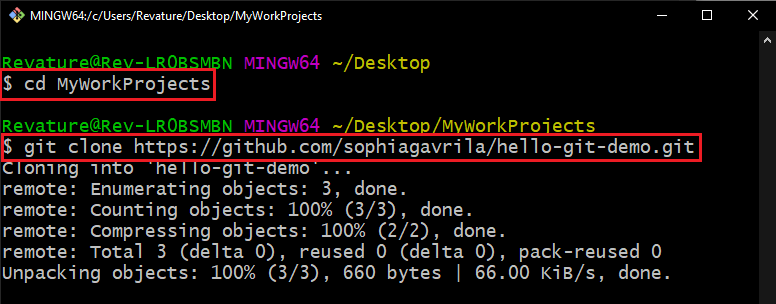 MINGW64:/c/Users/Revature/Desktop/MyWorkProjects
Revature@Rev-LROBSMBN MINGW64 ~/Desktop
$ cd MyWorkProjects
Revature@Rev-LROBSMBN MINGW64 ~/Desktop/MyWorkProjects
$ git clone https://github.com/sophiagavrila/hello-git-demo.git
Cloning into 'hello-git-demo'...
remote: Enumerating objects: 3, done.
remote: Counting objects: 100% (3/3), done.
remote: Compressing objects: 100% (2/2), done.
remote: Total 3 (delta 0), reused 0 (delta 0), pack-reused 0
Unpacking objects: 100% (3/3), 660 bytes | 66.00 KiB/s, done.